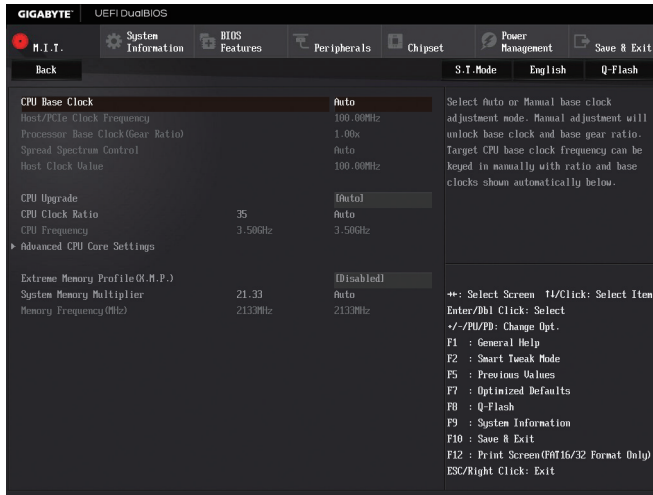 GIGABYTE™ UEFI DualBIOS
M.I.T. System Information BIOS Features Peripherals Chipset Power Management Save & Exit
Back S.T.Mode English Q-Flash
CPU Base Clock Auto
Host/PCIe Clock Frequency 100.00MHz
Processor Base Clock(Gear Ratio) 1.00x
Spread Spectrum Control Auto
Host Clock Value 100.00MHz
CPU Upgrade [Auto]
CPU Clock Ratio 35 Auto
CPU Frequency 3.50GHz 3.50GHz
Advanced CPU Core Settings
Extreme Memory Profile(X.M.P.) [Disabled]
System Memory Multiplier 21.33 Auto
Memory Frequency(MHz) 2133MHz 2133MHz
Select Auto or Manual base clock
adjustment mode. Manual adjustment will
unlock base clock and base gear ratio.
Target CPU base clock frequency can be
keyed in manually with ratio and base
clocks shown automatically below.
→←: Select Screen ↑↓/Click: Select Item
Enter/Dbl Click: Select
+/-/PU/PD: Change Opt.
F1 : General Help
F2 : Smart Tweak Mode
F5 : Previous Values
F7 : Optimized Defaults
F8 : Q-Flash
F9 : System Information
F10 : Save & Exit
F12 : Print Screen(FAT16/32 Format Only)
ESC/Right Click: Exit